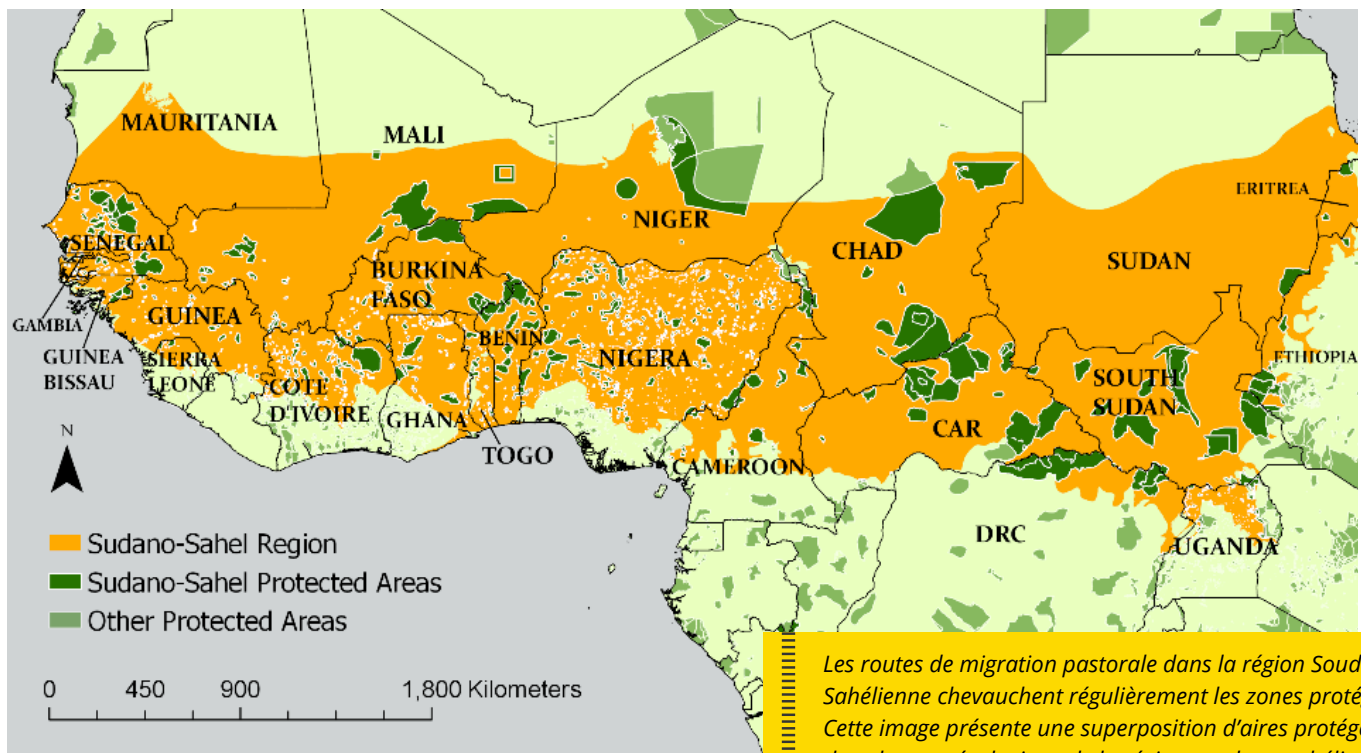 MAURITANIA
MALI
NIGER
CHAD
SUDAN
ERITREA
SENEGAL
GAMBIA
GUINEA
BISSAU
GUINEA
SIERRA
LEONE
COTE
D'IVOIRE
BURKINA
FASQ
GHANA
TOGO
BENIN
NIGERA
CAMEROON
CAR
SOUTH
SUDAN
ETHIOPIA
DRC
UGANDA
N
Sudano-Sahel Region
Sudano-Sahel Protected Areas
Other Protected Areas
0 450 900 1,800 Kilometers
Les routes de migration pastorale dans la région Soud
Sahélienne chevauchent régulièrement les zones proté
Cette image présente une superposition d'aires protég